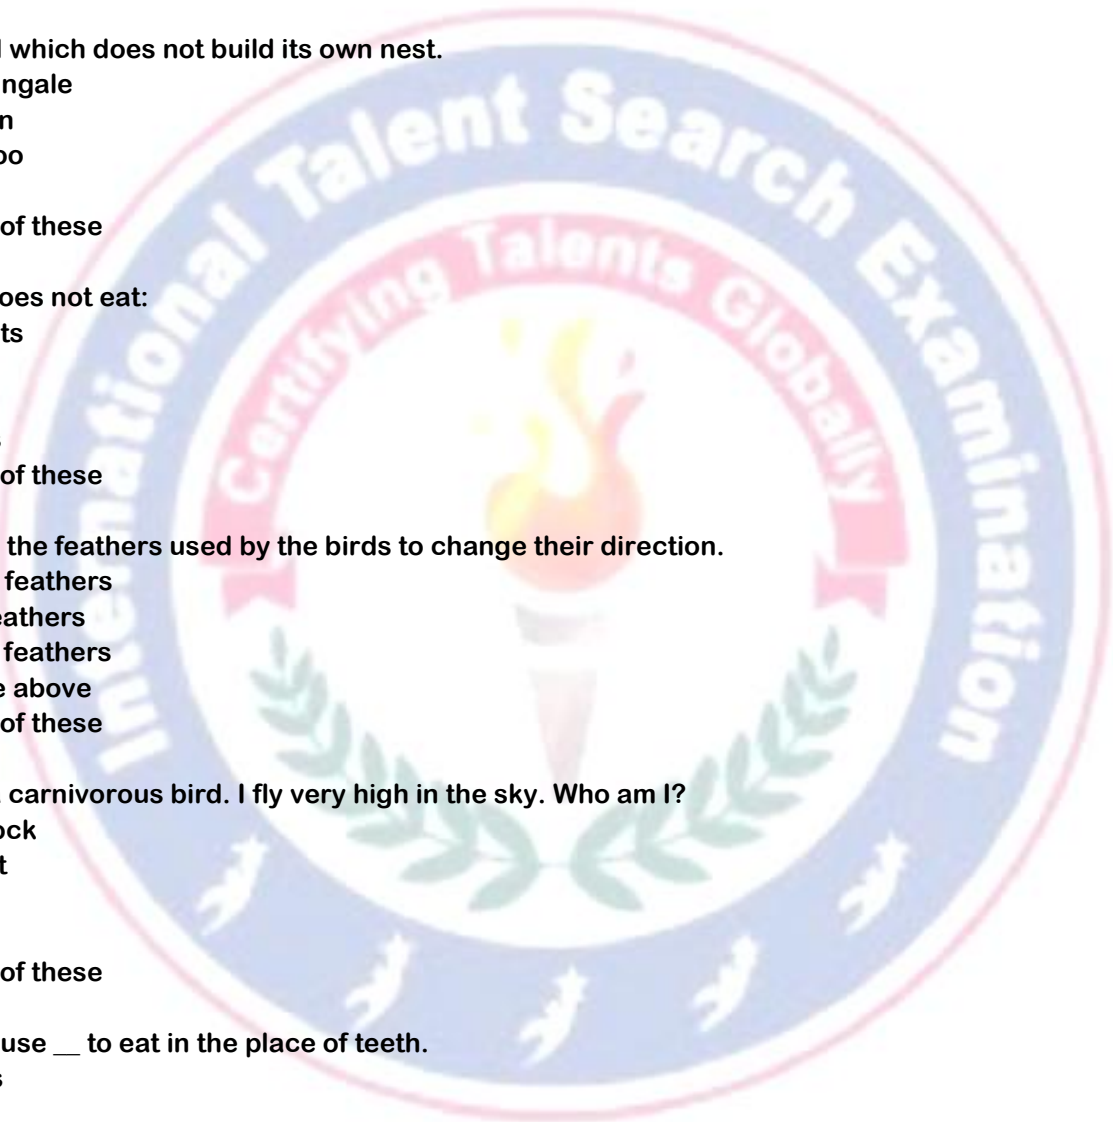 which does not build its own nest.
ngale
n
oo
of these
oes not eat:
ts
s
of these
the feathers used by the birds to change their direction.
feathers
eathers
feathers
e above
of these
carnivorous bird. I fly very high in the sky. Who am I?
ock
t
of these
use __ to eat in the place of teeth.
s
International Talent Search Examination
Certifying Talents Globally